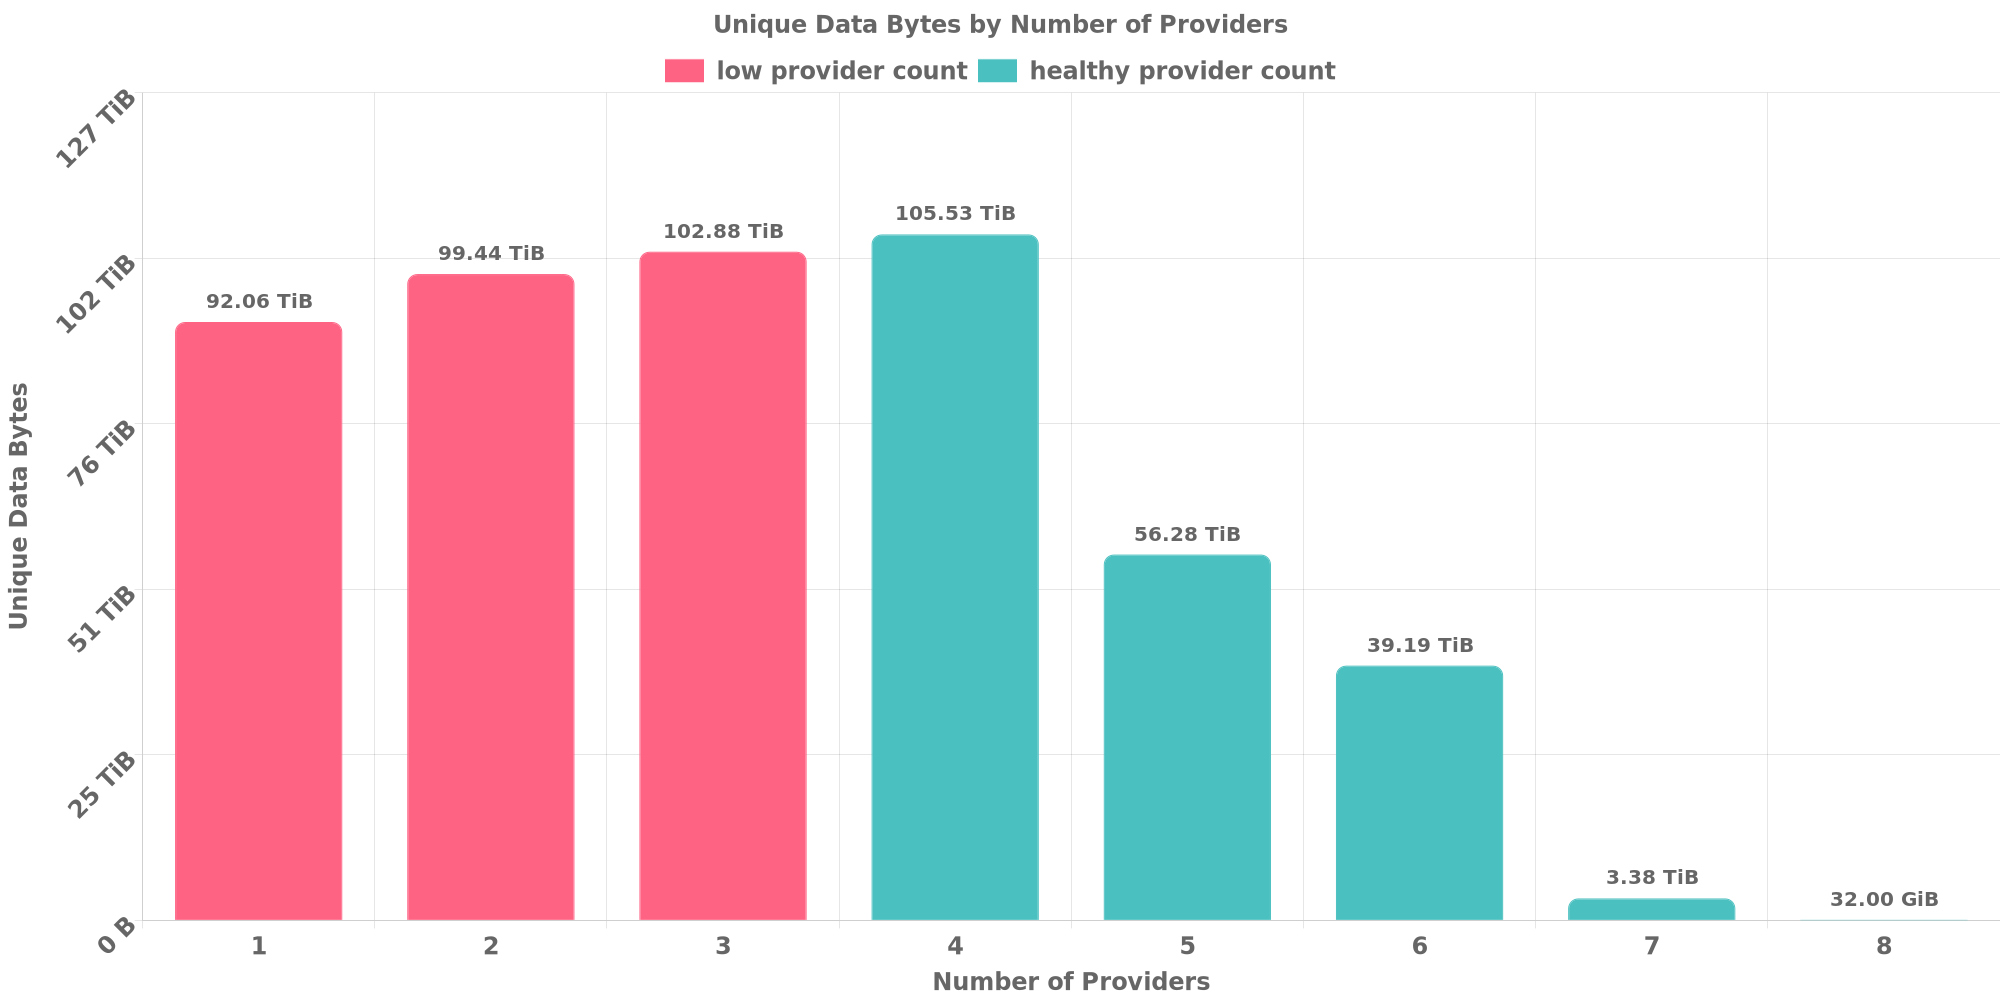 Unique Data Bytes by Number of Providers
low provider count healthy provider count
127 TiB
102 TiB
76 TiB
51 TiB
25 TiB
0 B
Unique Data Bytes
92.06 TiB
99.44 TiB
102.88 TiB
105.53 TiB
56.28 TiB
39.19 TiB
3.38 TiB
32.00 GiB
1 2 3 4 5 6 7 8
Number of Providers